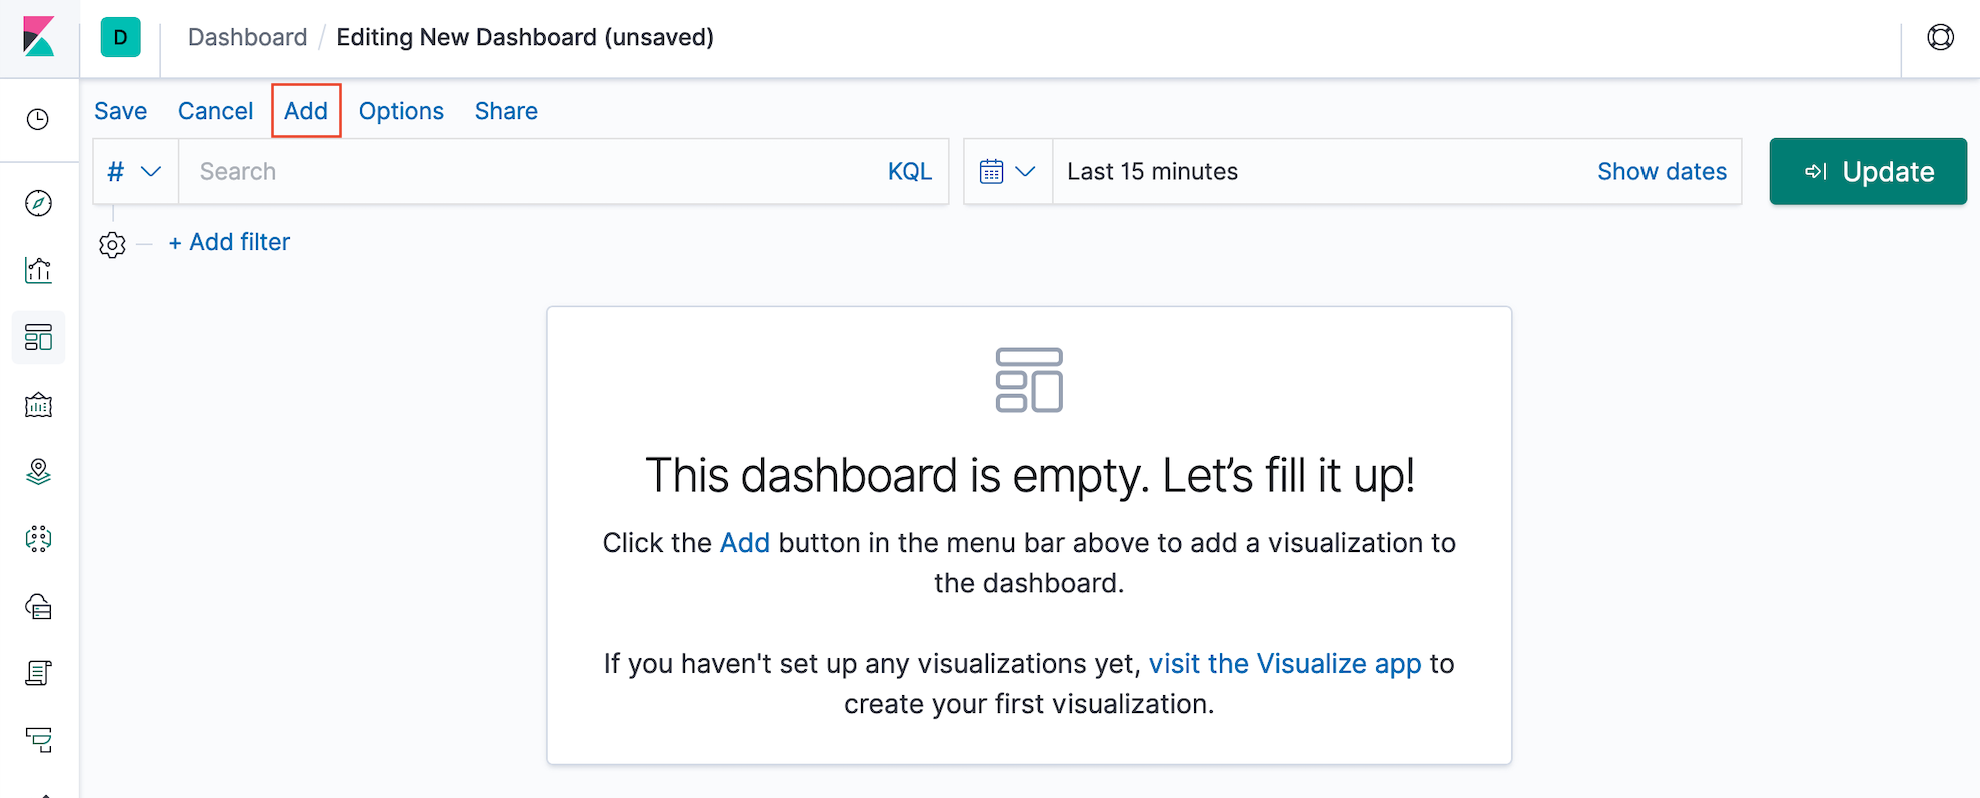 D Dashboard / Editing New Dashboard (unsaved)
Save Cancel Add Options Share
# Search KQL Last 15 minutes Show dates Update
+ Add filter
This dashboard is empty. Let's fill it up!
Click the Add button in the menu bar above to add a visualization to
the dashboard.
If you haven't set up any visualizations yet, visit the Visualize app to
create your first visualization.